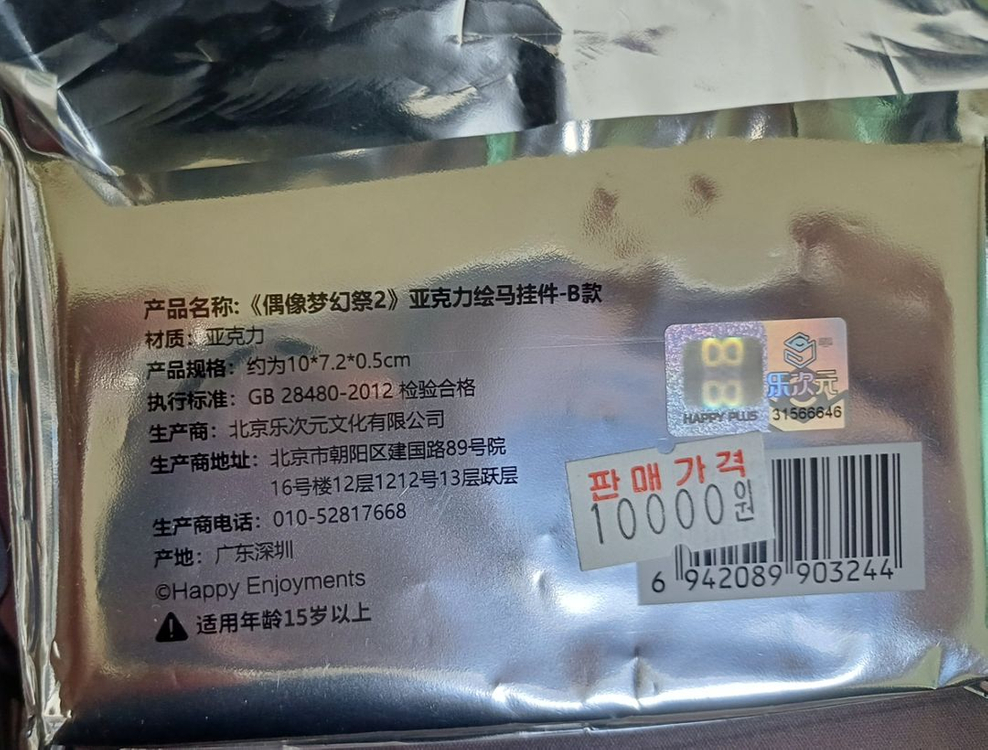 产品名称:《偶像梦幻祭2》亚克力绘马挂件-B款
材质：亚克力
产品规格：约为10*7.2*0.5cm
执行标准：GB 28480-2012 检验合格
生产商：北京乐次元文化有限公司
生产商地址：北京市朝阳区建国路89号院
16号楼12层1212号13层跃层
生产商电话：010-52817668
产地：广东深圳
©Happy Enjoyments
适用年龄15岁以上
HAPPY PLUS
乐次元
31566646
판매가격
10000원
6 942089 903244